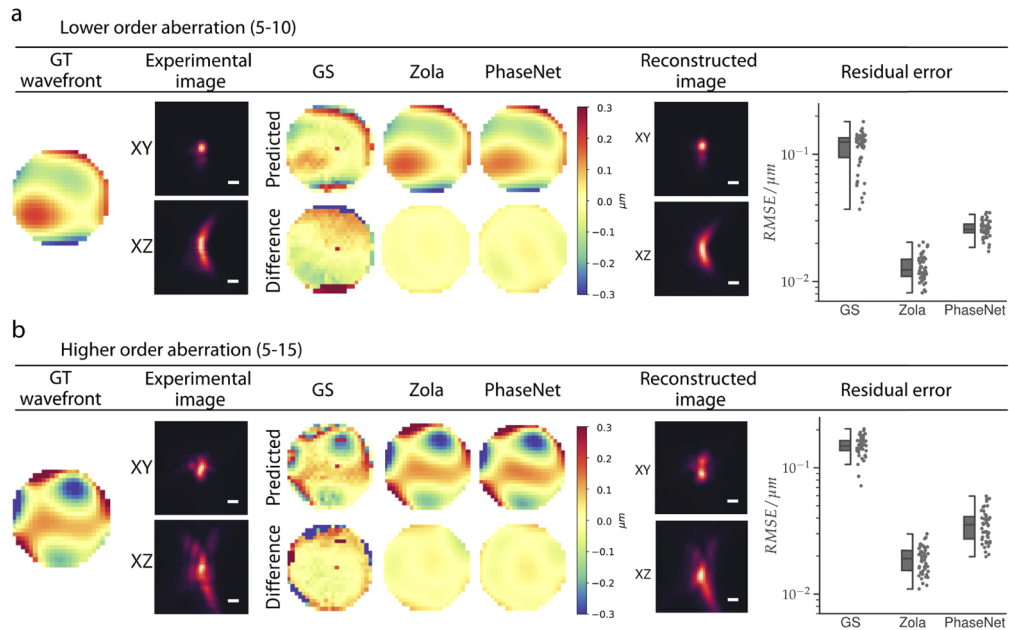 a
Lower order aberration (5-10)
GT
wavefront
Experimental
image
GS
Zola
PhaseNet
Reconstructed
image
Residual error
XY
XZ
Predicted
Difference
0.3
0.2
0.1
0.0
−0.1
−0.2
−0.3
μm
XY
XZ
RMSE/μm
10⁻¹
10⁻²
GS
Zola
PhaseNet
b
Higher order aberration (5-15)
GT
wavefront
Experimental
image
GS
Zola
PhaseNet
Reconstructed
image
Residual error
XY
XZ
Predicted
Difference
0.3
0.2
0.1
0.0
−0.1
−0.2
−0.3
μm
XY
XZ
RMSE/μm
10⁻¹
10⁻²
GS
Zola
PhaseNet